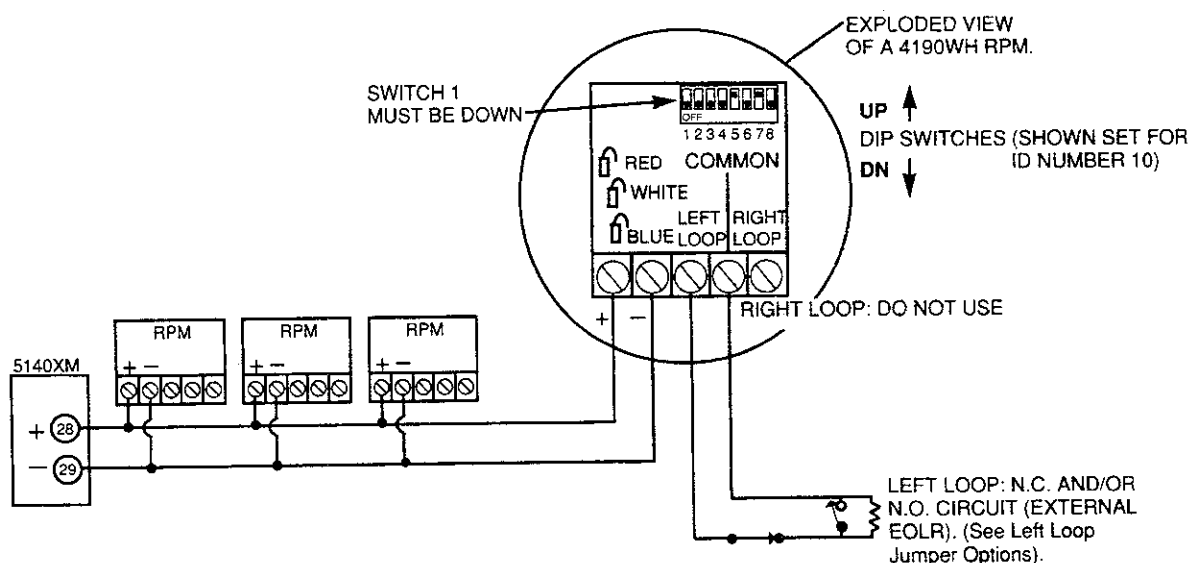 EXPLODED VIEW
OF A 4190WH RPM.
SWITCH 1
MUST BE DOWN
OFF
1 2 3 4 5 6 7 8
UP
DIP SWITCHES (SHOWN SET FOR
ID NUMBER 10)
DN
RED
COMMON
WHITE
BLUE
LEFT
LOOP
RIGHT
LOOP
RIGHT LOOP: DO NOT USE
+ −
RPM
+ −
RPM
+ −
RPM
+ −
5140XM
+ 28
− 29
LEFT LOOP: N.C. AND/OR
N.O. CIRCUIT (EXTERNAL
EOLR). (See Left Loop
Jumper Options).